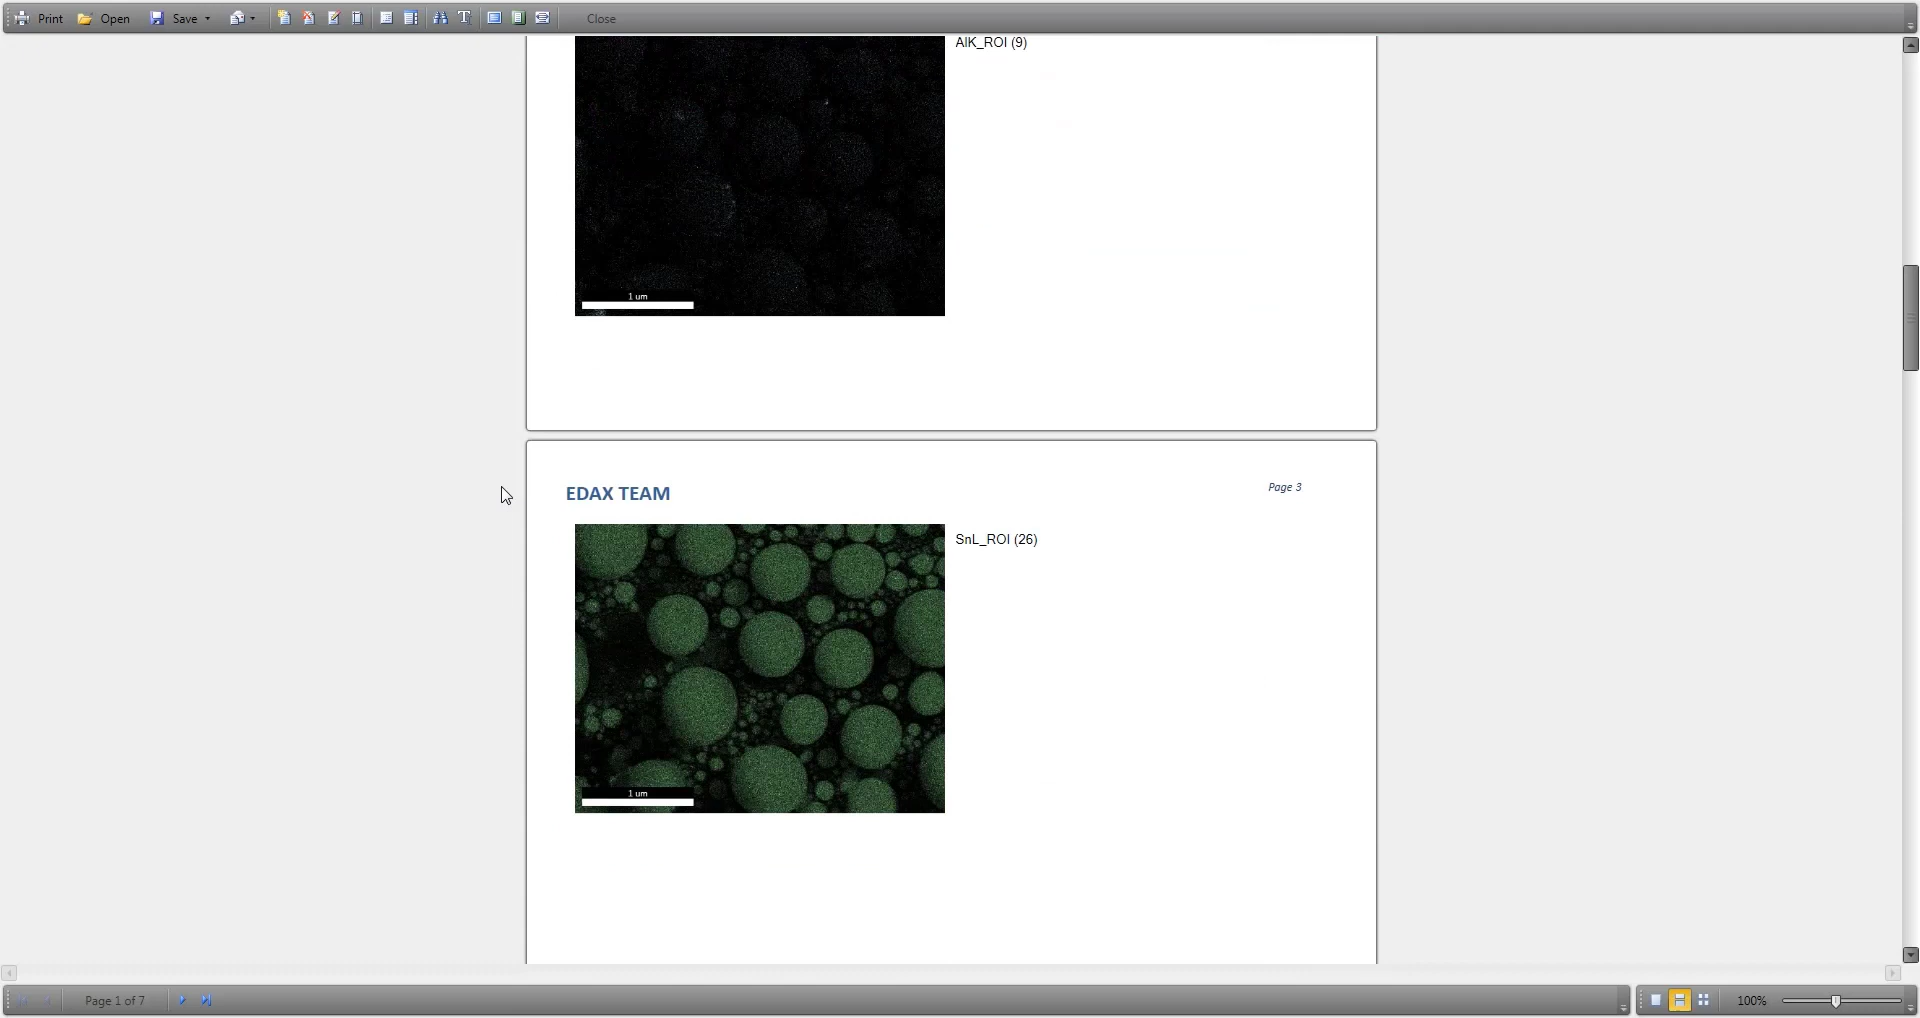 Print Open Save Close
AlK_ROI (9)
1 um
EDAX TEAM Page 3
SnL_ROI (26)
1 um
Page 1 of 7 100%